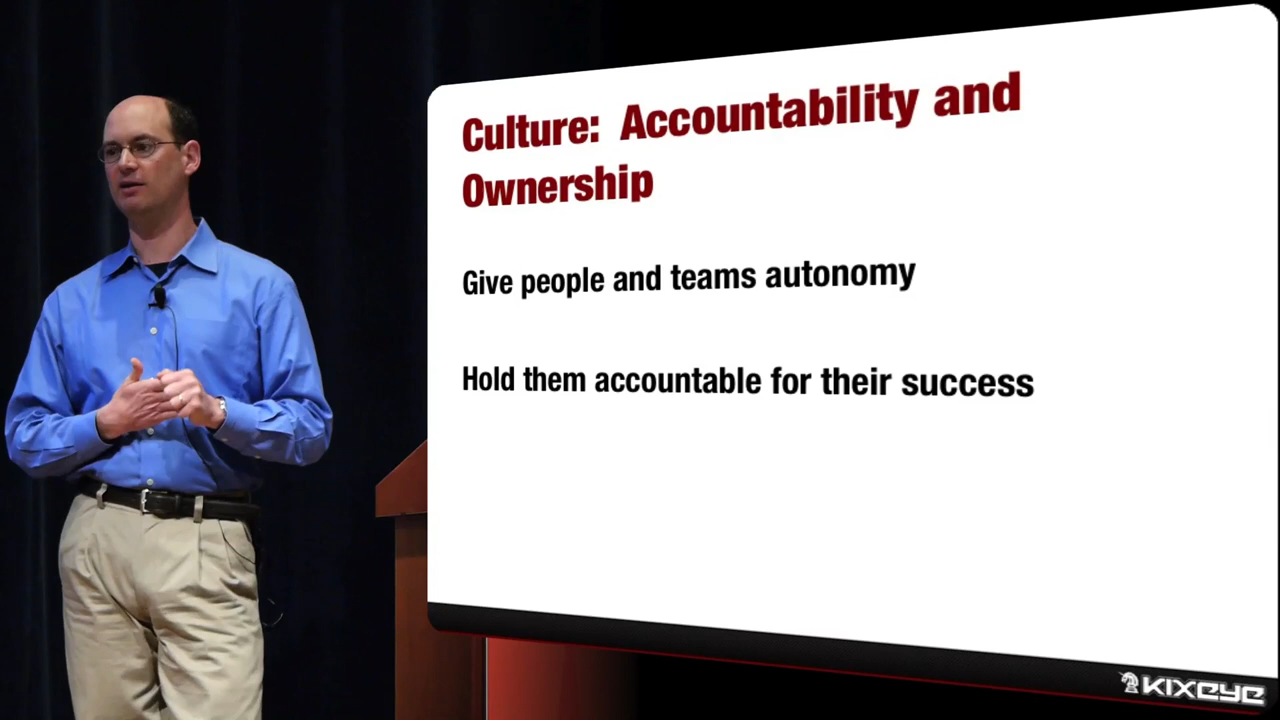 Culture: Accountability and
Ownership
Give people and teams autonomy
Hold them accountable for their success
KIXEYE